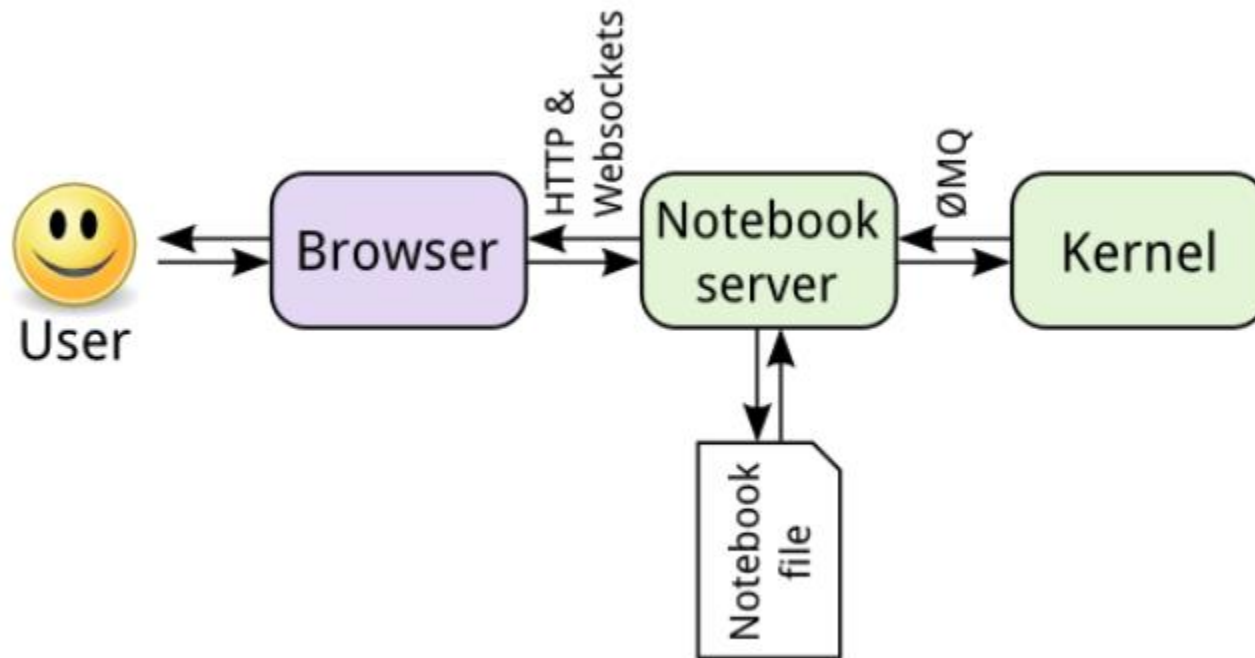 User
Browser
HTTP &
Websockets
Notebook
server
ØMQ
Kernel
Notebook
file